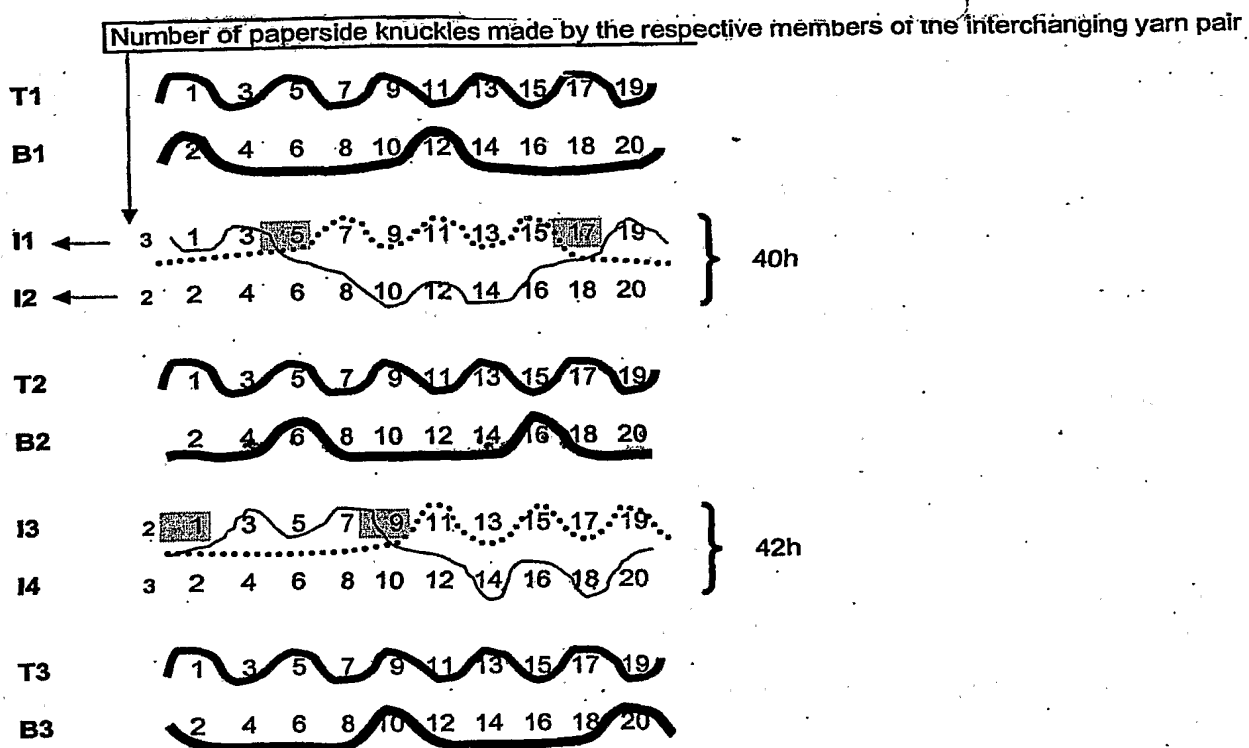 Number of paperside knuckles made by the respective members of the interchanging yarn pair
T1 1 3 5 7 9 11 13 15 17 19
B1 2 4 6 8 10 12 14 16 18 20
I1 3 1 3 5 7 9 11 13 15 17 19
40h
I2 2 2 4 6 8 10 12 14 16 18 20
T2 1 3 5 7 9 11 13 15 17 19
B2 2 4 6 8 10 12 14 16 18 20
I3 2 1 3 5 7 9 11 13 15 17 19
42h
I4 3 2 4 6 8 10 12 14 16 18 20
T3 1 3 5 7 9 11 13 15 17 19
B3 2 4 6 8 10 12 14 16 18 20